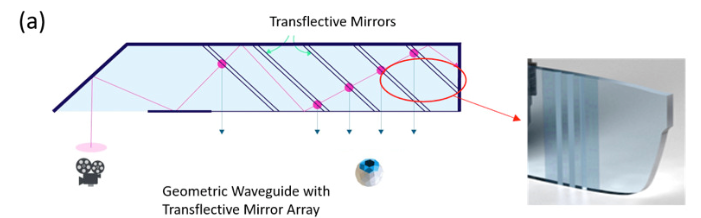 (a)
Transflective Mirrors
Geometric Waveguide with
Transflective Mirror Array